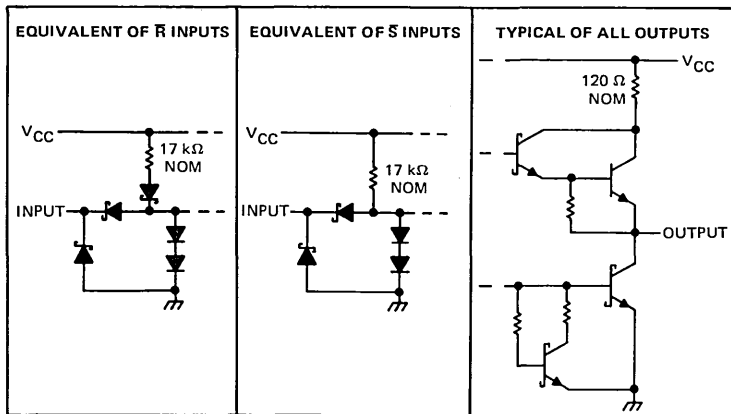 EQUIVALENT OF R̅ INPUTS
VCC
17 kΩ
NOM
INPUT
EQUIVALENT OF S̅ INPUTS
VCC
17 kΩ
NOM
INPUT
TYPICAL OF ALL OUTPUTS
VCC
120 Ω
NOM
OUTPUT